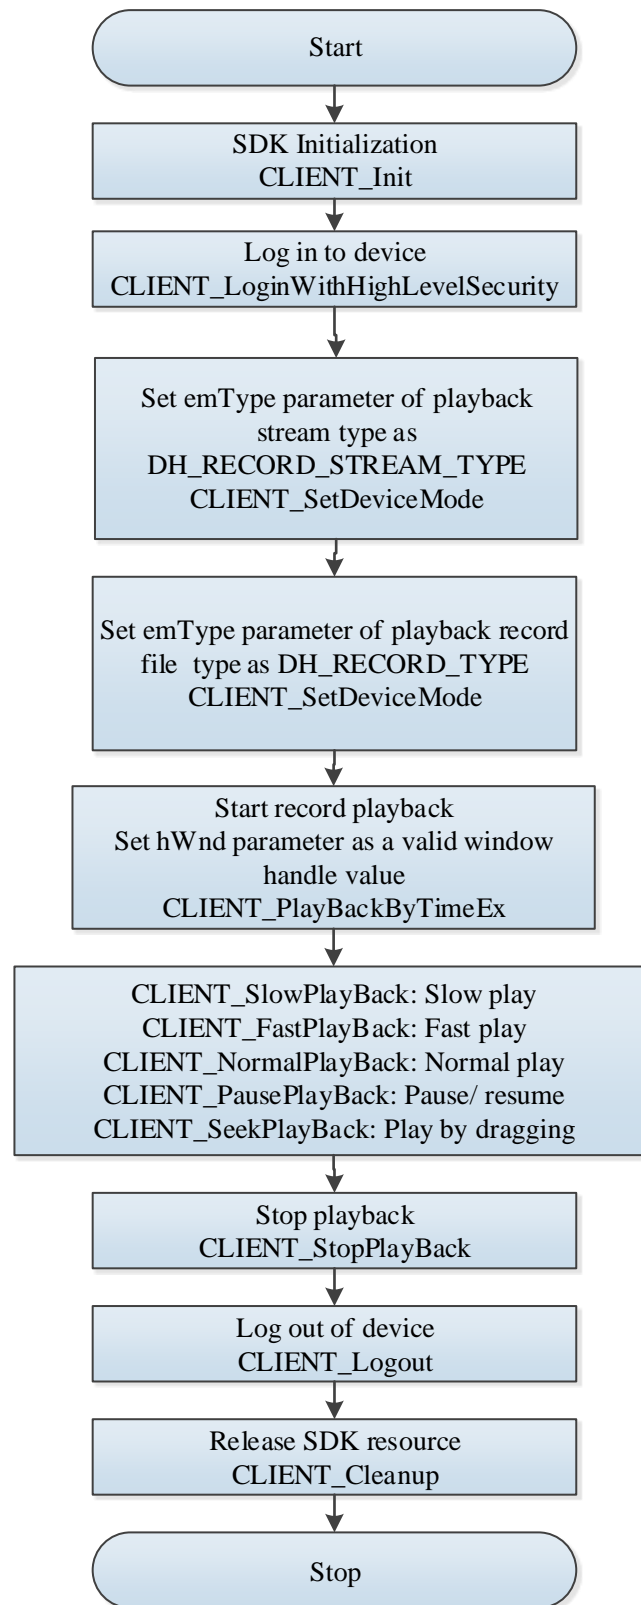 Start
SDK Initialization
CLIENT_Init
Log in to device
CLIENT_LoginWithHighLevelSecurity
Set emType parameter of playback
stream type as
DH_RECORD_STREAM_TYPE
CLIENT_SetDeviceMode
Set emType parameter of playback record
file type as DH_RECORD_TYPE
CLIENT_SetDeviceMode
Start record playback
Set hWnd parameter as a valid window
handle value
CLIENT_PlayBackByTimeEx
CLIENT_SlowPlayBack: Slow play
CLIENT_FastPlayBack: Fast play
CLIENT_NormalPlayBack: Normal play
CLIENT_PausePlayBack: Pause/ resume
CLIENT_SeekPlayBack: Play by dragging
Stop playback
CLIENT_StopPlayBack
Log out of device
CLIENT_Logout
Release SDK resource
CLIENT_Cleanup
Stop